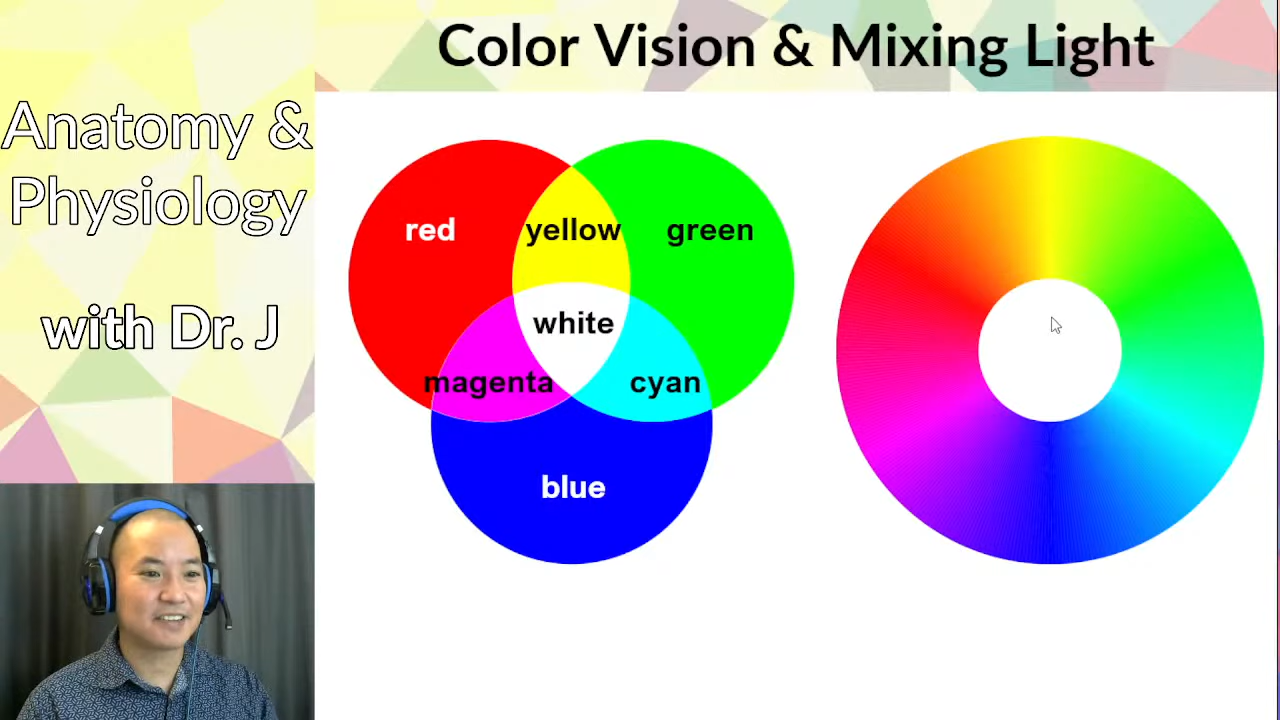 Color Vision & Mixing Light
Anatomy &
Physiology
with Dr. J
red
yellow
green
white
magenta
cyan
blue